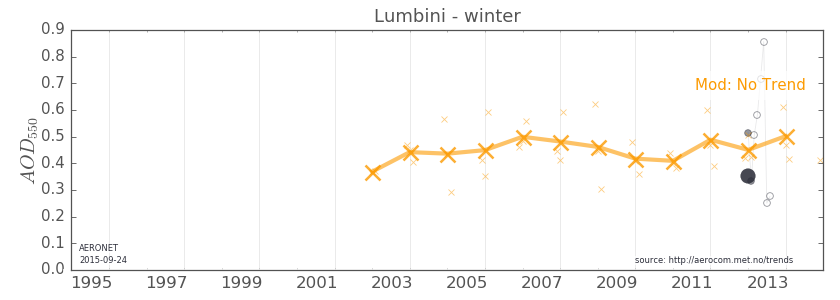 Lumbini - winter
0.9
0.8
0.7
0.6
0.5
0.4
0.3
0.2
0.1
0.0
AOD550
Mod: No Trend
AERONET
2015-09-24
source: http://aerocom.met.no/trends
1995 1997 1999 2001 2003 2005 2007 2009 2011 2013